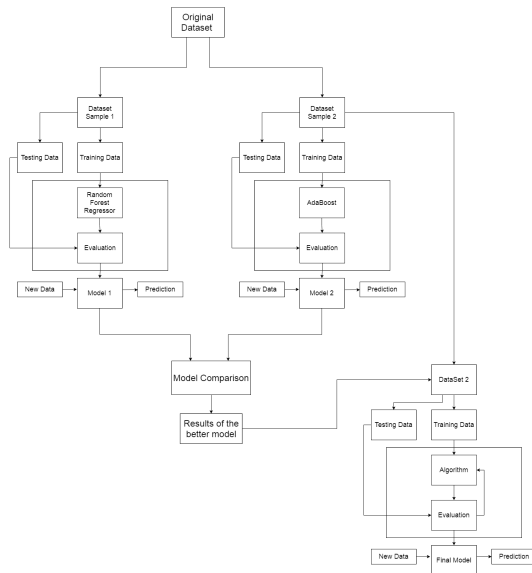 Original
Dataset
Dataset
Sample 1
Dataset
Sample 2
Testing Data
Training Data
Testing Data
Training Data
Random
Forest
Regressor
AdaBoost
Evaluation
Evaluation
New Data
Model 1
Prediction
New Data
Model 2
Prediction
Model Comparison
DataSet 2
Results of the
better model
Testing Data
Training Data
Algorithm
Evaluation
New Data
Final Model
Prediction